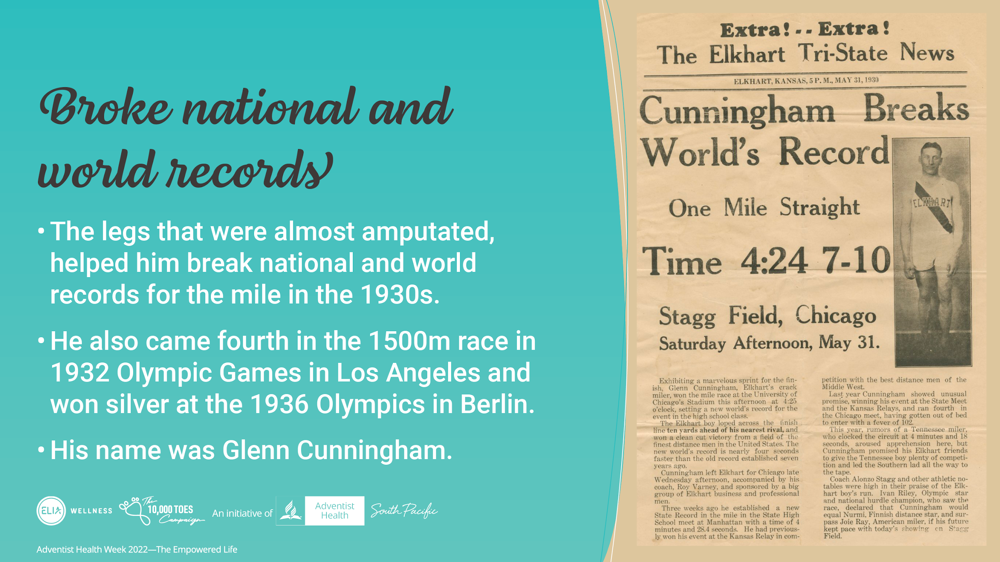 Broke national and
world records
• The legs that were almost amputated,
helped him break national and world
records for the mile in the 1930s.
• He also came fourth in the 1500m race in
1932 Olympic Games in Los Angeles and
won silver at the 1936 Olympics in Berlin.
• His name was Glenn Cunningham.
ELIA WELLNESS
The
10,000 TOES
Campaign
An initiative of
Adventist
Health
South Pacific
Adventist Health Week 2022—The Empowered Life
Extra! -- Extra!
The Elkhart Tri-State News
ELKHART, KANSAS, 5 P. M., MAY 31, 1930
Cunningham Breaks
World's Record
One Mile Straight
Time 4:24 7-10
Stagg Field, Chicago
Saturday Afternoon, May 31.
ELKHART
Exhibiting a marvelous sprint for the fin-
ish, Glenn Cunningham, Elkhart's crack
miler, won the mile race at the University of
Chicago's Stadium this afternoon at 4:25
o'clock, setting a new world's record for the
event in the high school class.
The Elkhart boy loped across the finish
line ten yards ahead of his nearest rival, and
won a clean cut victory from a field of the
finest distance men in the United States. The
new world's record is nearly four seconds
faster than the old record established seven
years ago.
Cunningham left Elkhart for Chicago late
Wednesday afternoon, accompanied by his
coach, Roy Varney, and sponsored by a big
group of Elkhart business and professional
men.
Three weeks ago he established a new
State Record in the mile in the State High
School meet at Manhattan with a time of 4
minutes and 28.4 seconds. He had previous-
ly won his event at the Kansas Relay in com-
petition with the best distance men of the
Middle West.
Last year Cunningham showed unusual
promise, winning his event at the State Meet
and the Kansas Relays, and ran fourth in
the Chicago meet, having gotten out of bed
to enter with a fever of 102.
This year, rumors of a Tennessee miler,
who clocked the circuit at 4 minutes and 18
seconds, aroused apprehension here, but
Cunningham promised his Elkhart friends
to give the Tennessee boy plenty of competi-
tion and led the Southern lad all the way to
the tape.
Coach Alonzo Stagg and other athletic no-
tables were high in their praise of the Elk-
hart boy's run. Ivan Riley, Olympic star
and national hurdle champion, who saw the
race, declared that Cunningham would
equal Nurmi, Finnish distance star, and sur-
pass Joie Ray, American miler, if his future
kept pace with today's showing on Stagg
Field.